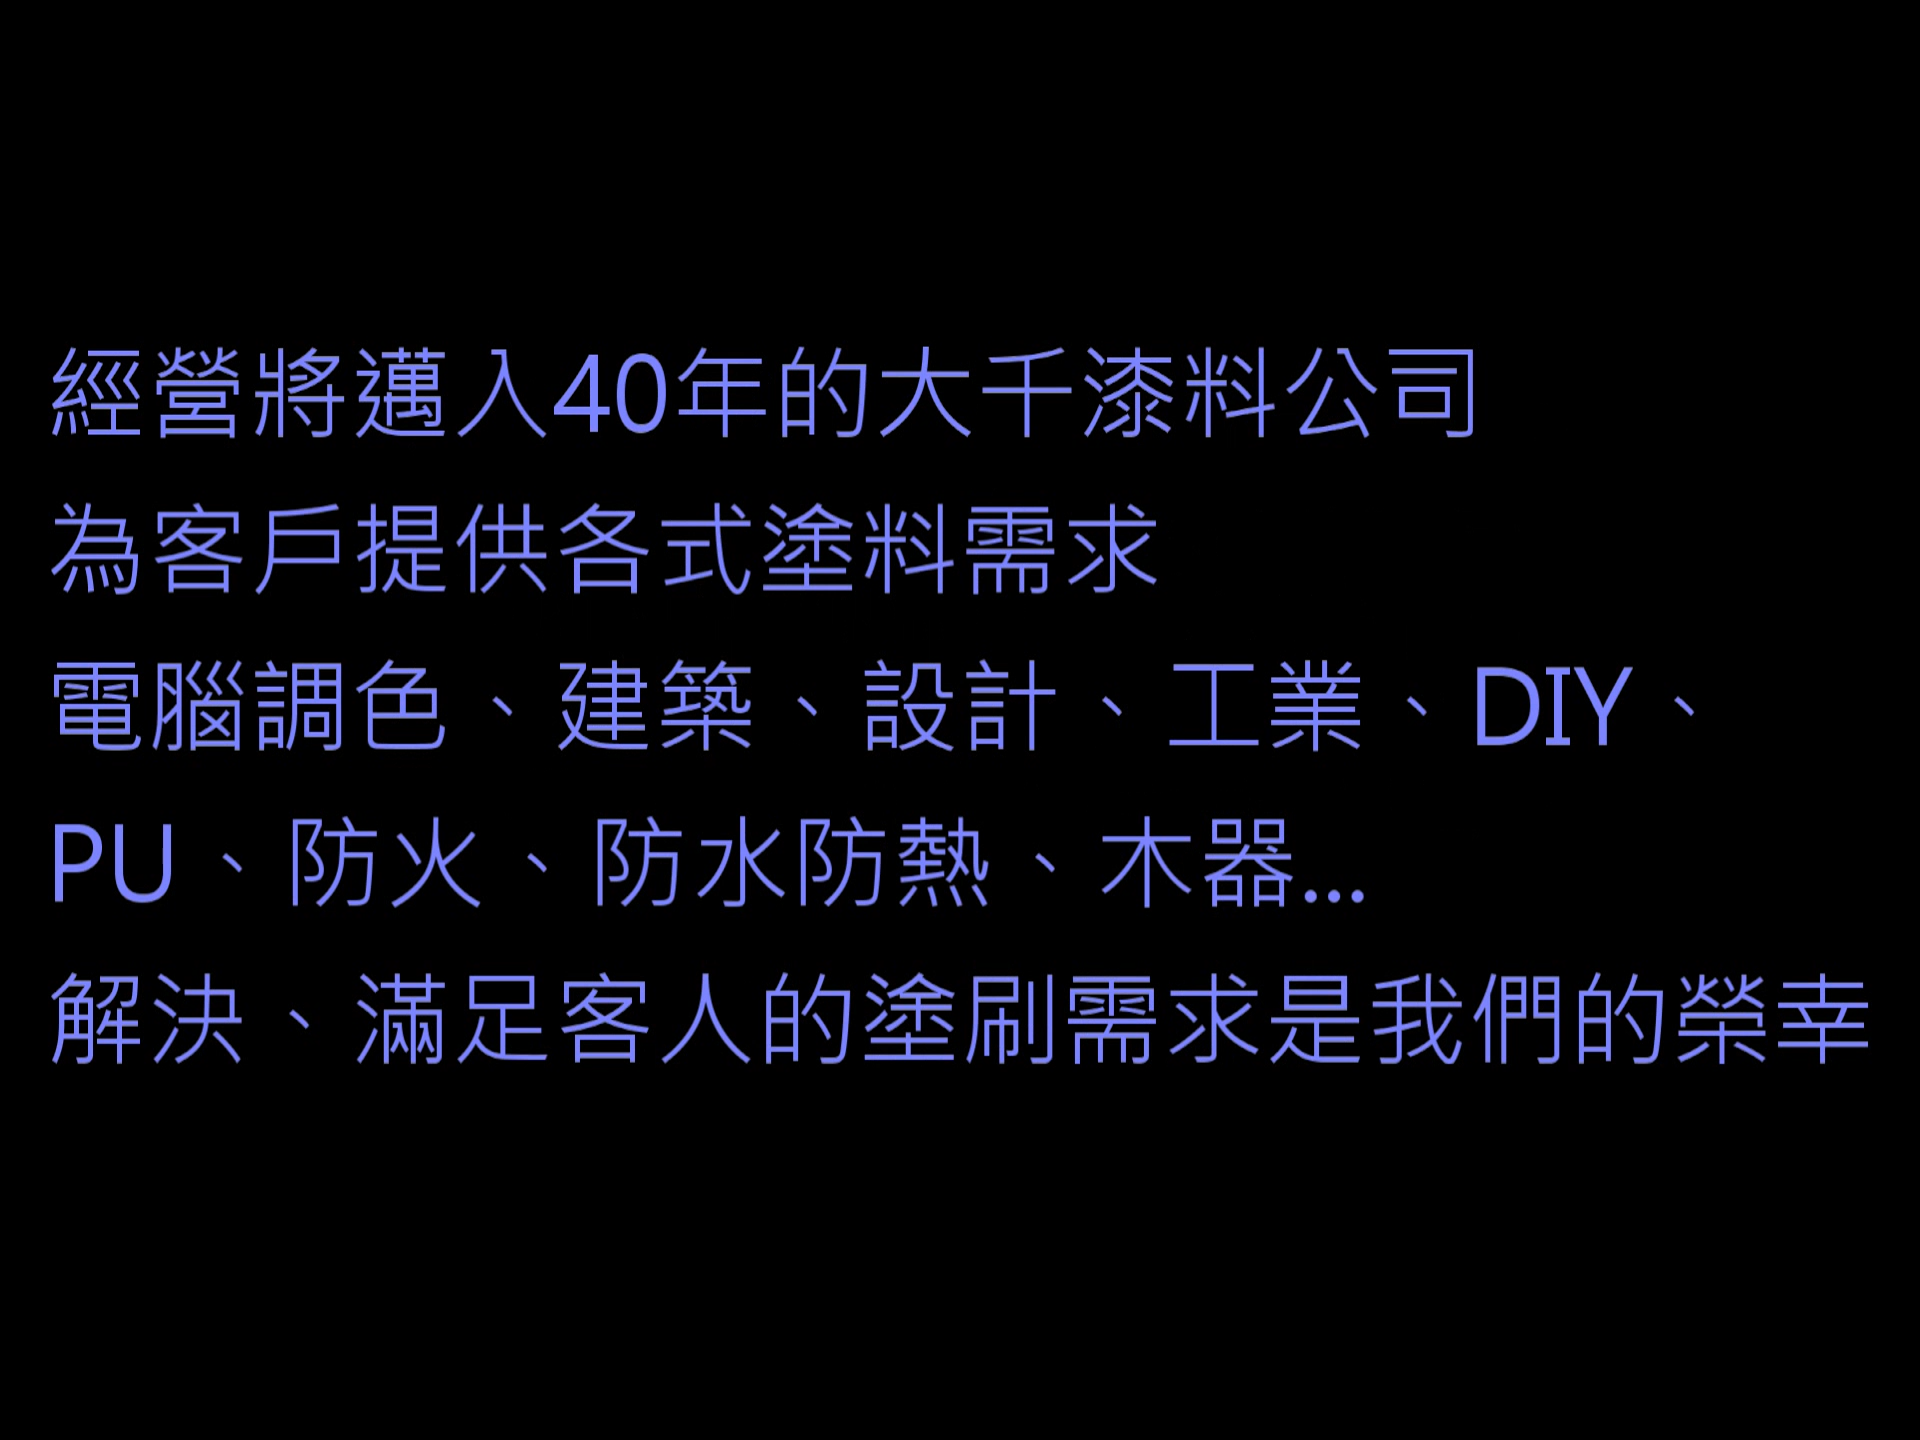 經營將邁入40年的大千漆料公司
為客戶提供各式塗料需求
電腦調色、建築、設計、工業、DIY、
PU、防火、防水防熱、木器...
解決、滿足客人的塗刷需求是我們的榮幸